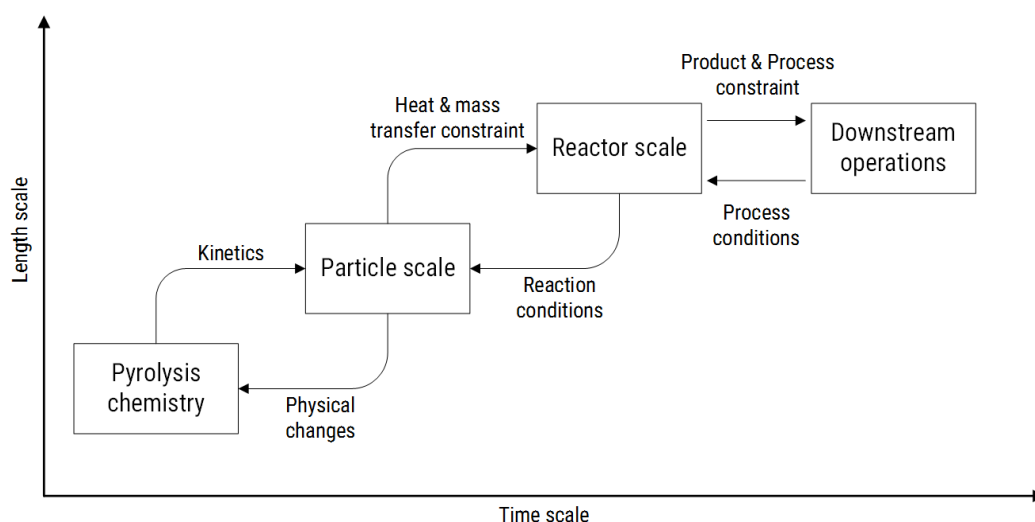 Product & Process
constraint
Heat & mass
transfer constraint
Reactor scale
Downstream
operations
Process
conditions
Length scale
Kinetics
Particle scale
Reaction
conditions
Pyrolysis
chemistry
Physical
changes
Time scale